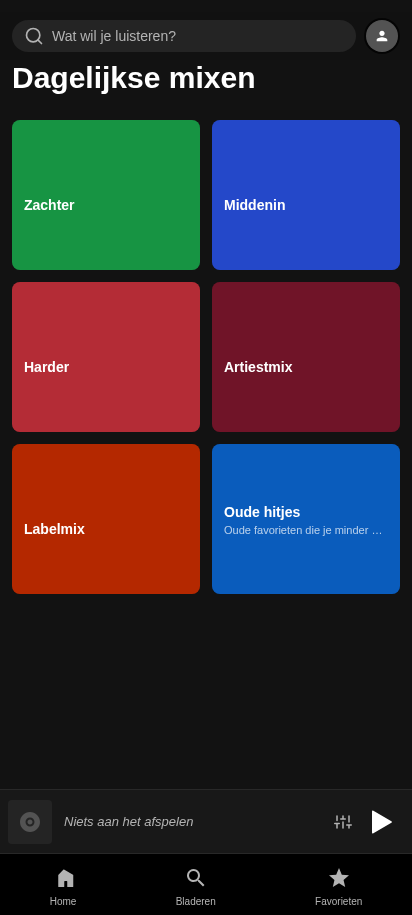 Wat wil je luisteren?
Dagelijkse mixen
Zachter
Middenin
Harder
Artiestmix
Labelmix
Oude hitjes
Oude favorieten die je minder …
Niets aan het afspelen
Home
Bladeren
Favorieten